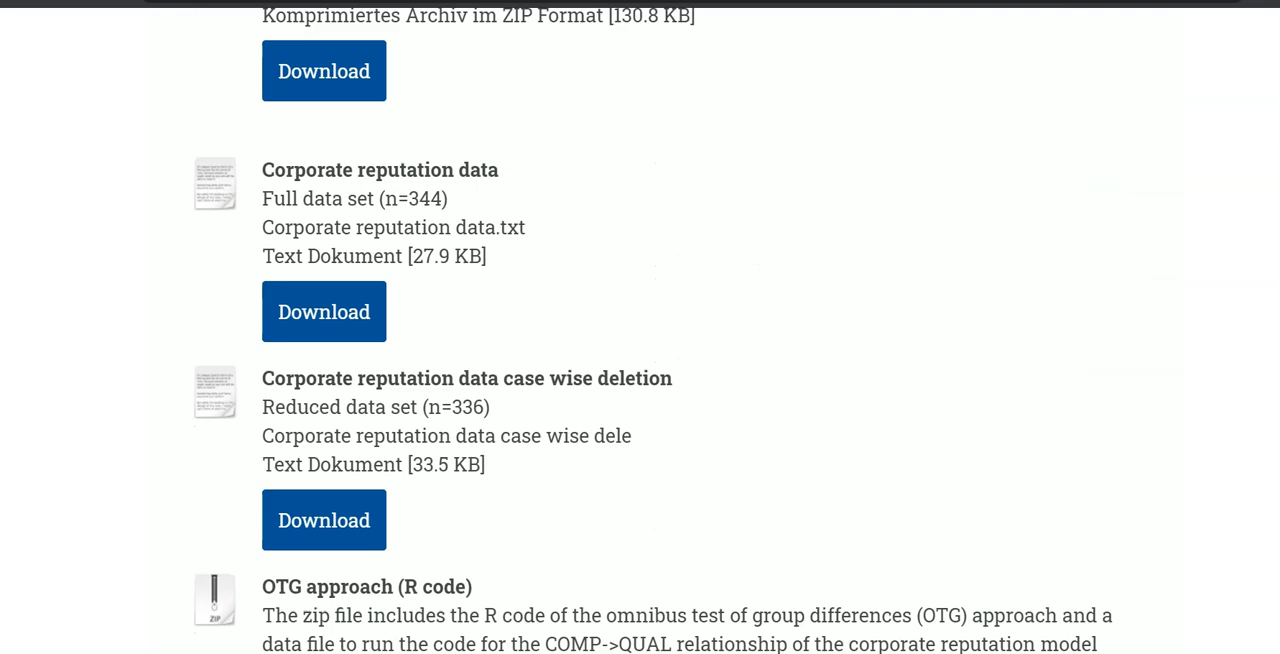 Komprimiertes Archiv im ZIP Format [130.8 KB]
Download
Corporate reputation data
Full data set (n=344)
Corporate reputation data.txt
Text Dokument [27.9 KB]
Download
Corporate reputation data case wise deletion
Reduced data set (n=336)
Corporate reputation data case wise dele
Text Dokument [33.5 KB]
Download
ZIP
OTG approach (R code)
The zip file includes the R code of the omnibus test of group differences (OTG) approach and a
data file to run the code for the COMP->QUAL relationship of the corporate reputation model